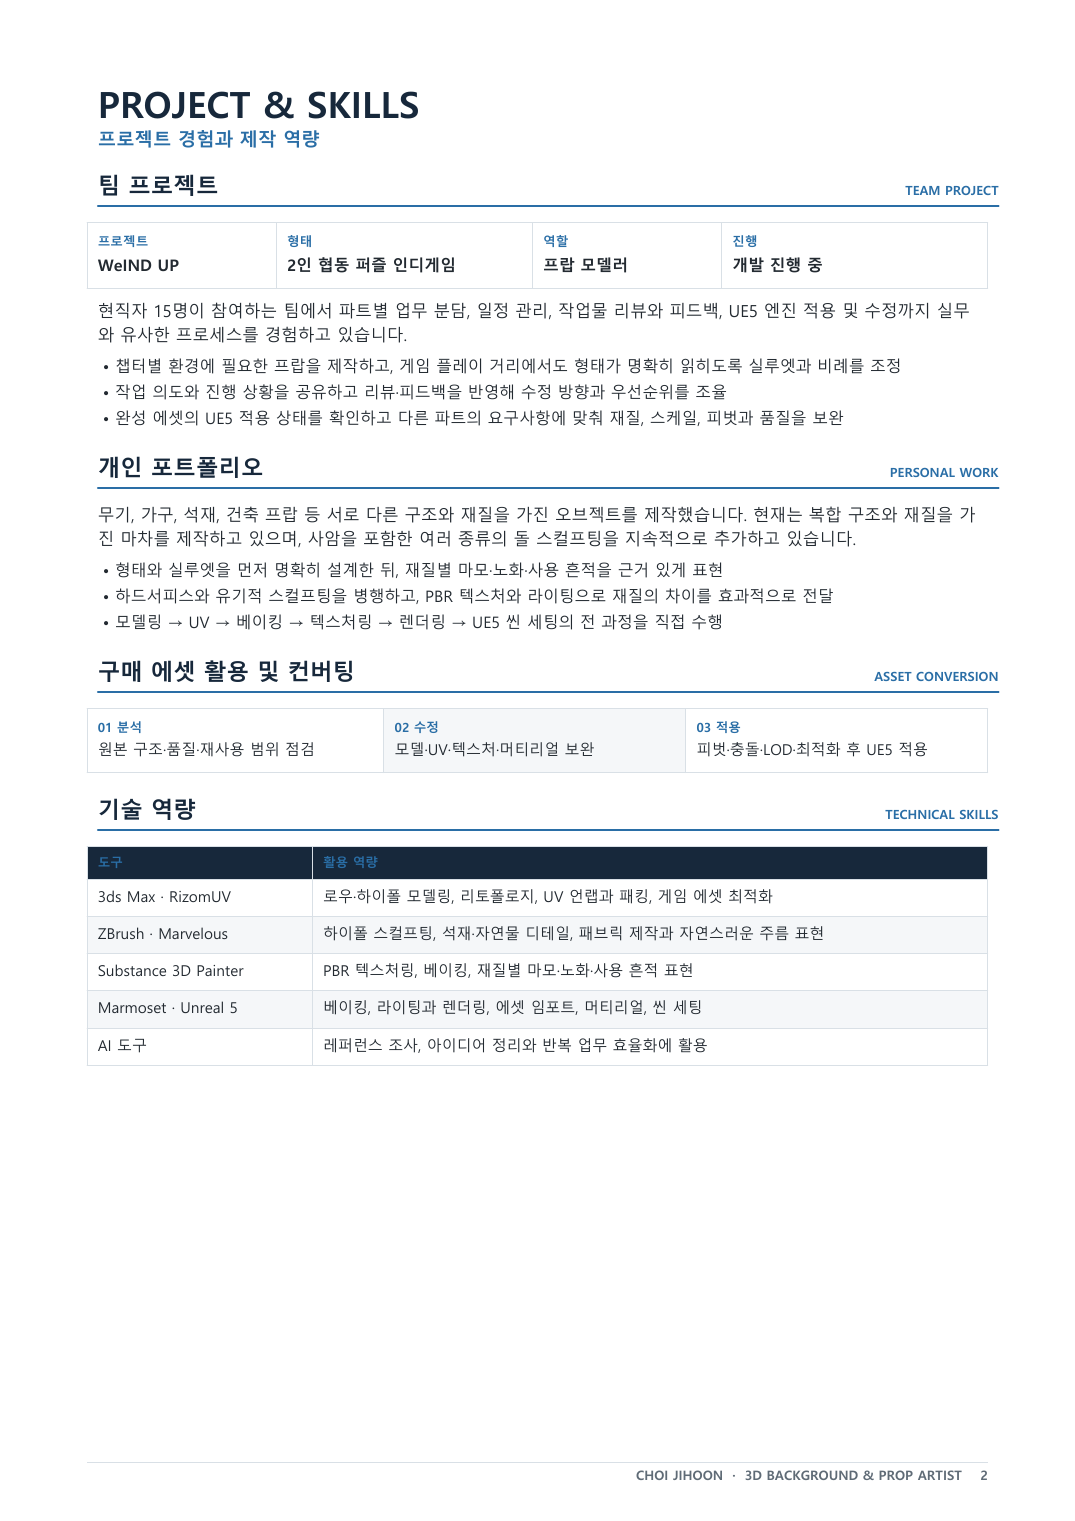 PROJECT & SKILLS
프로젝트 경험과 제작 역량
팀 프로젝트 TEAM PROJECT
프로젝트 형태 역할 진행
WeIND UP 2인 협동 퍼즐 인디게임 프랍 모델러 개발 진행 중
현직자 15명이 참여하는 팀에서 파트별 업무 분담, 일정 관리, 작업물 리뷰와 피드백, UE5 엔진 적용 및 수정까지 실무
와 유사한 프로세스를 경험하고 있습니다.
• 챕터별 환경에 필요한 프랍을 제작하고, 게임 플레이 거리에서도 형태가 명확히 읽히도록 실루엣과 비례를 조정
• 작업 의도와 진행 상황을 공유하고 리뷰·피드백을 반영해 수정 방향과 우선순위를 조율
• 완성 에셋의 UE5 적용 상태를 확인하고 다른 파트의 요구사항에 맞춰 재질, 스케일, 피벗과 품질을 보완
개인 포트폴리오 PERSONAL WORK
무기, 가구, 석재, 건축 프랍 등 서로 다른 구조와 재질을 가진 오브젝트를 제작했습니다. 현재는 복합 구조와 재질을 가
진 마차를 제작하고 있으며, 사암을 포함한 여러 종류의 돌 스컬프팅을 지속적으로 추가하고 있습니다.
• 형태와 실루엣을 먼저 명확히 설계한 뒤, 재질별 마모·노화·사용 흔적을 근거 있게 표현
• 하드서피스와 유기적 스컬프팅을 병행하고, PBR 텍스처와 라이팅으로 재질의 차이를 효과적으로 전달
• 모델링 → UV → 베이킹 → 텍스처링 → 렌더링 → UE5 씬 세팅의 전 과정을 직접 수행
구매 에셋 활용 및 컨버팅 ASSET CONVERSION
01 분석 02 수정 03 적용
원본 구조·품질·재사용 범위 점검 모델·UV·텍스처·머티리얼 보완 피벗·충돌·LOD·최적화 후 UE5 적용
기술 역량 TECHNICAL SKILLS
도구 활용 역량
3ds Max · RizomUV 로우·하이폴 모델링, 리토폴로지, UV 언랩과 패킹, 게임 에셋 최적화
ZBrush · Marvelous 하이폴 스컬프팅, 석재·자연물 디테일, 패브릭 제작과 자연스러운 주름 표현
Substance 3D Painter PBR 텍스처링, 베이킹, 재질별 마모·노화·사용 흔적 표현
Marmoset · Unreal 5 베이킹, 라이팅과 렌더링, 에셋 임포트, 머티리얼, 씬 세팅
AI 도구 레퍼런스 조사, 아이디어 정리와 반복 업무 효율화에 활용
CHOI JIHOON · 3D BACKGROUND & PROP ARTIST 2